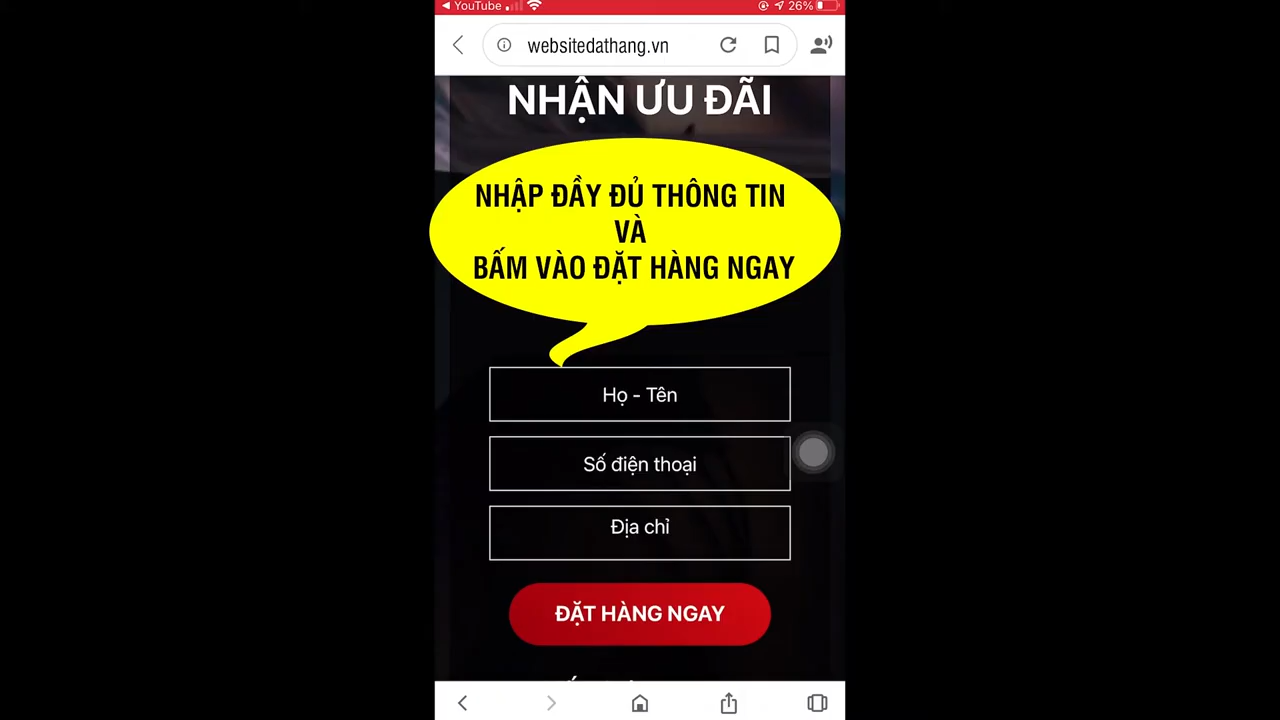 YouTube
26%
websitedathang.vn
NHẬN ƯU ĐÃI
NHẬP ĐẦY ĐỦ THÔNG TIN
VÀ
BẤM VÀO ĐẶT HÀNG NGAY
Họ - Tên
Số điện thoại
Địa chỉ
ĐẶT HÀNG NGAY